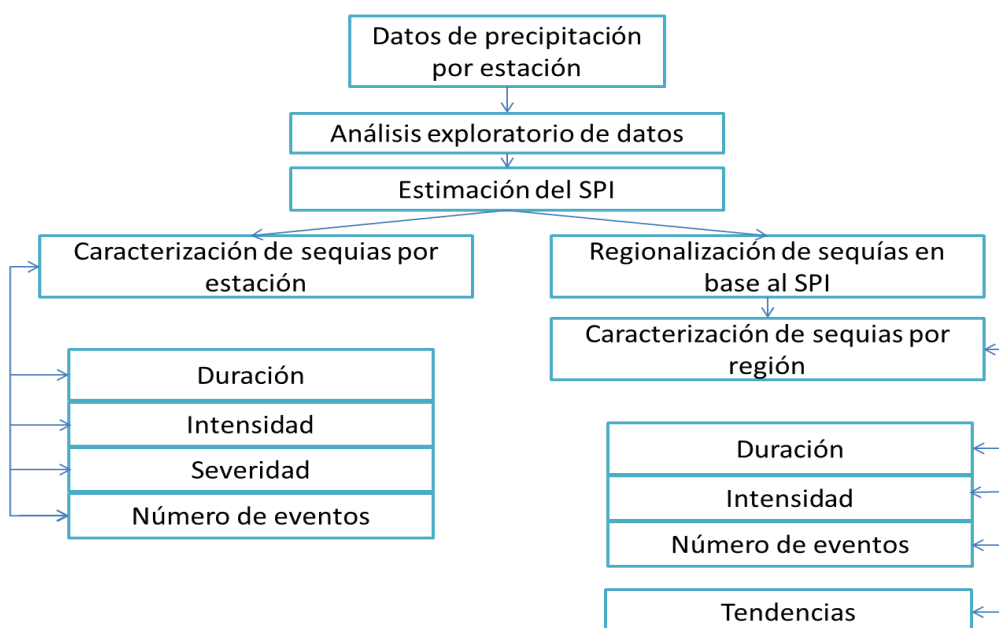 Datos de precipitación
por estación
Análisis exploratorio de datos
Estimación del SPI
Caracterización de sequias por
estación
Duración
Intensidad
Severidad
Número de eventos
Regionalización de sequías en
base al SPI
Caracterización de sequias por
región
Duración
Intensidad
Número de eventos
Tendencias